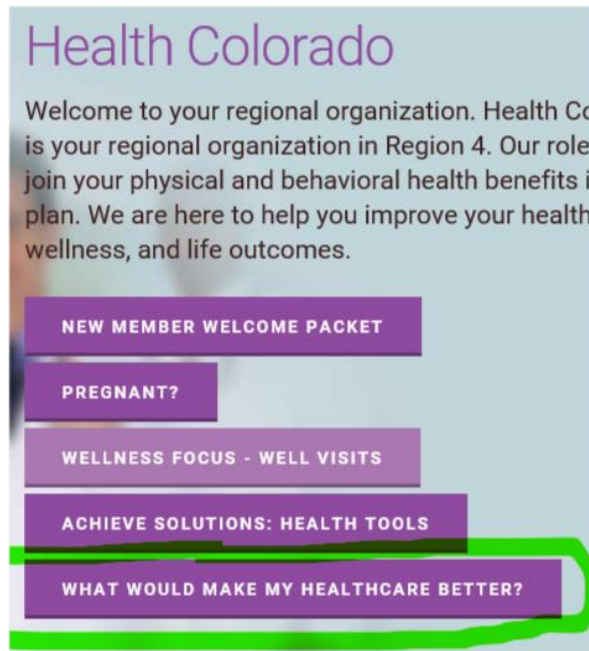 Health Colorado
Welcome to your regional organization. Health Co
is your regional organization in Region 4. Our role
join your physical and behavioral health benefits i
plan. We are here to help you improve your health
wellness, and life outcomes.
NEW MEMBER WELCOME PACKET
PREGNANT?
WELLNESS FOCUS - WELL VISITS
ACHIEVE SOLUTIONS: HEALTH TOOLS
WHAT WOULD MAKE MY HEALTHCARE BETTER?